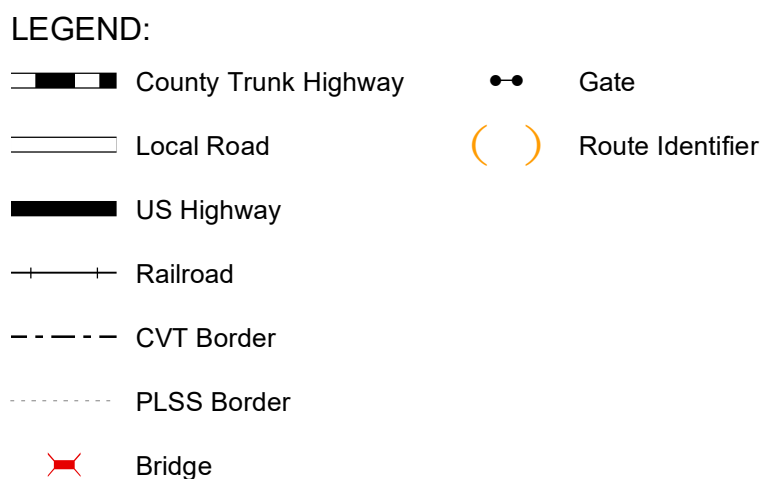 LEGEND:
County Trunk Highway
Gate
Local Road
Route Identifier
US Highway
Railroad
CVT Border
PLSS Border
Bridge